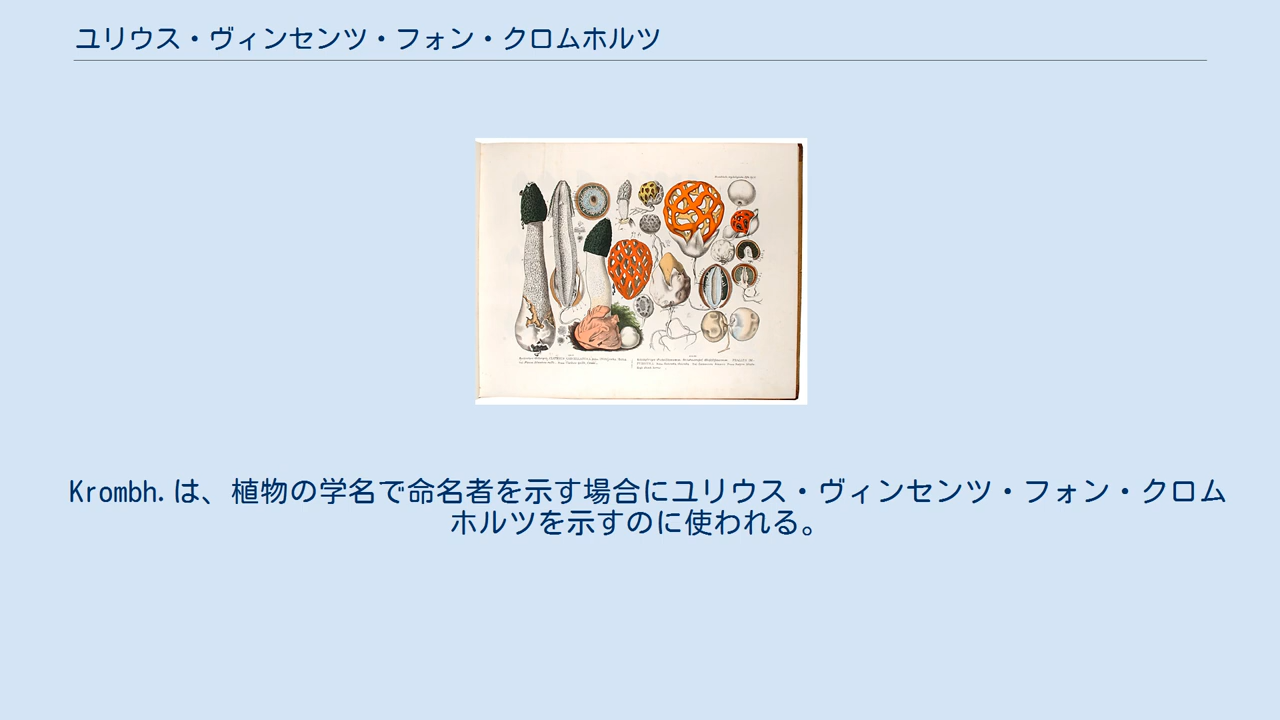 ユリウス・ヴィンセンツ・フォン・クロムホルツ
Krombh.は、植物の学名で命名者を示す場合にユリウス・ヴィンセンツ・フォン・クロム
ホルツを示すのに使われる。